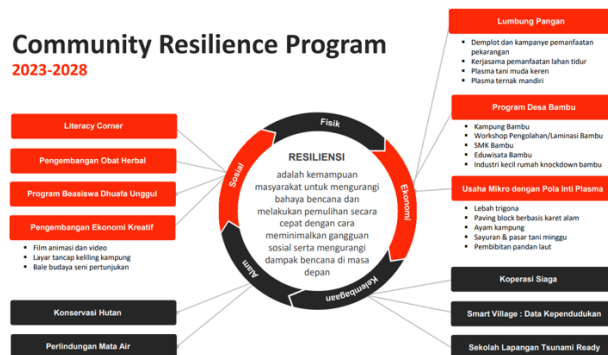 Community Resilience Program
2023-2028
Literacy Corner
Pengembangan Obat Herbal
Program Beasiswa Dhuafa Unggul
Pengembangan Ekonomi Kreatif
▪ Film animasi dan video
▪ Layar tancap keliling kampung
▪ Bale budaya seni pertunjukan
Konservasi Hutan
Perlindungan Mata Air
Fisik
Sosial
Ekonomi
Alam
Kelembagaan
RESILIENSI
adalah kemampuan
masyarakat untuk mengurangi
bahaya bencana dan
melakukan pemulihan secara
cepat dengan cara
meminimalkan gangguan
sosial serta mengurangi
dampak bencana di masa
depan
Lumbung Pangan
▪ Demplot dan kampanye pemanfaatan
pekarangan
▪ Kerjasama pemanfaatan lahan tidur
▪ Plasma tani muda keren
▪ Plasma ternak mandiri
Program Desa Bambu
▪ Kampung Bambu
▪ Workshop Pengolahan/Laminasi Bambu
▪ SMK Bambu
▪ Eduwisata Bambu
▪ Industri kecil rumah knockdown bambu
Usaha Mikro dengan Pola Inti Plasma
▪ Lebah trigona
▪ Paving block berbasis karet alam
▪ Ayam kampung
▪ Sayuran & pasar tani minggu
▪ Pembibitan pandan laut
Koperasi Siaga
Smart Village : Data Kependudukan
Sekolah Lapangan Tsunami Ready